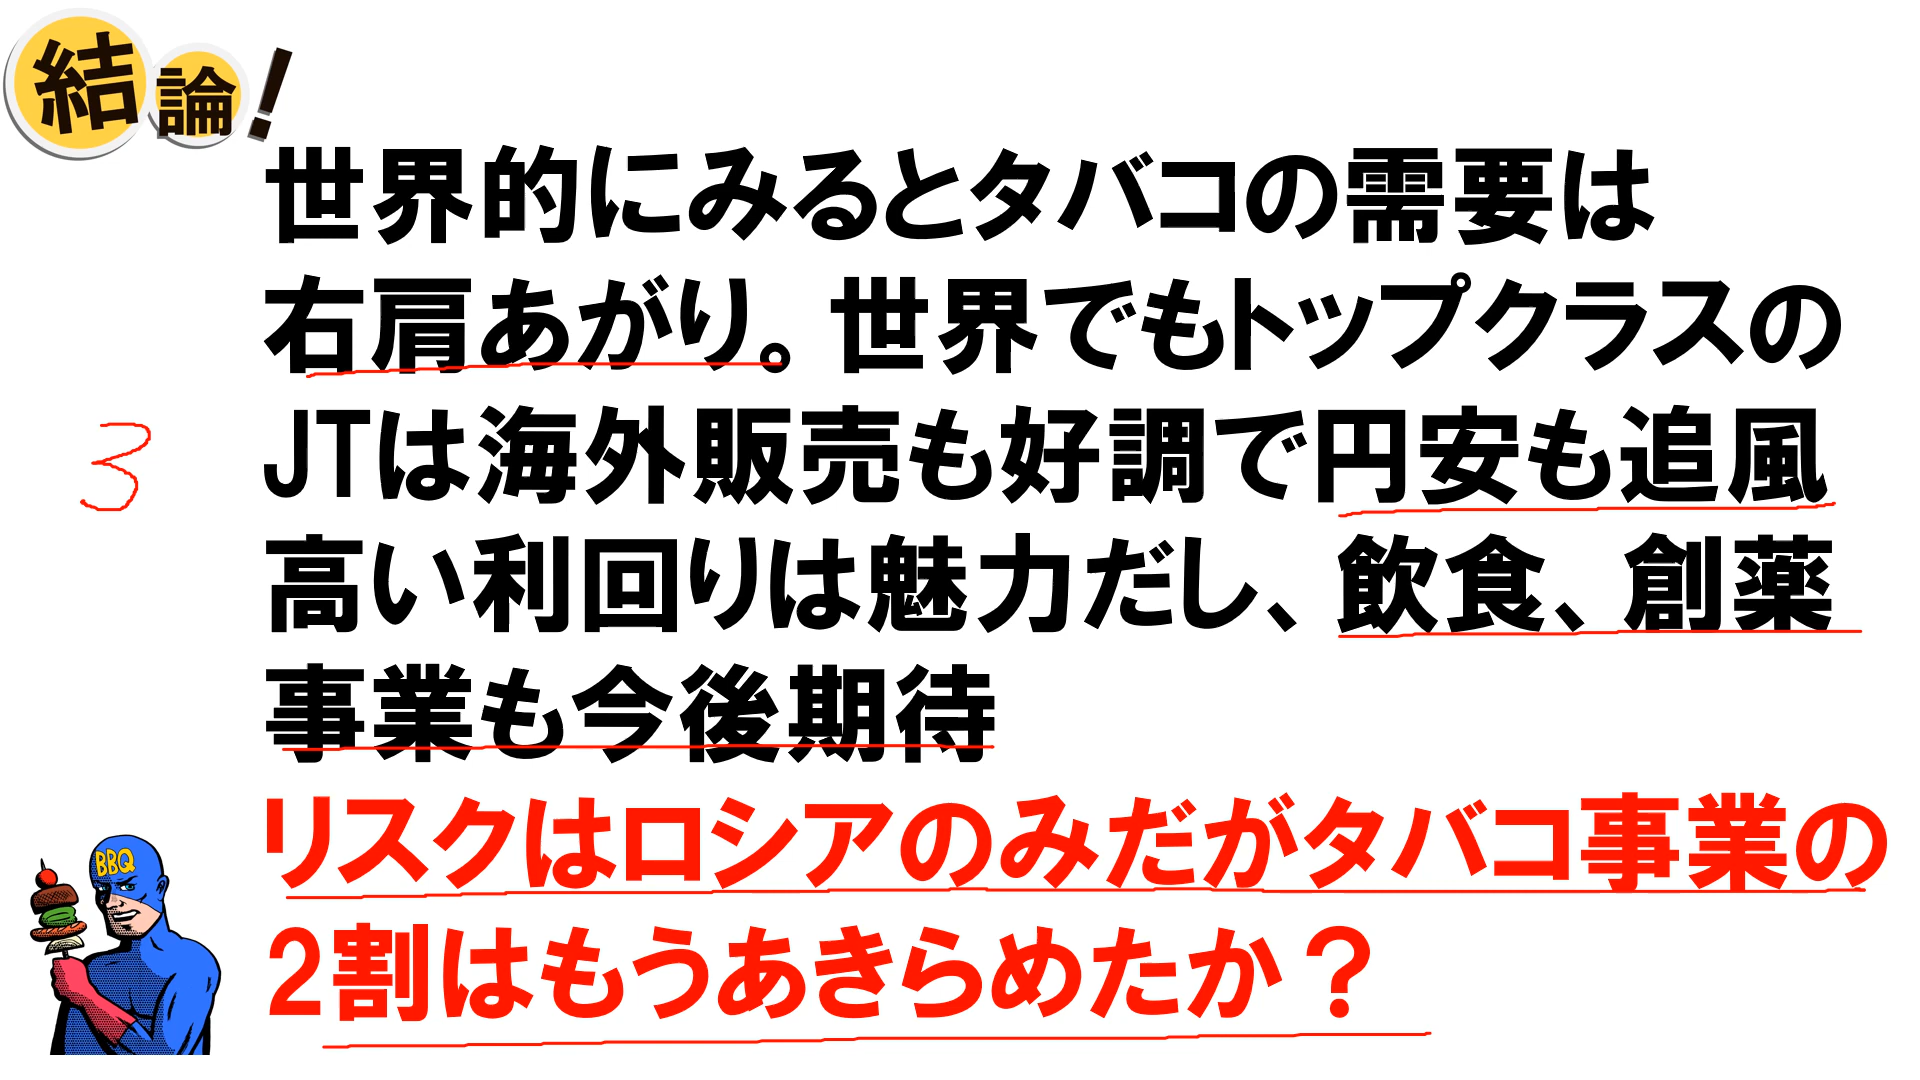 結論!
世界的にみるとタバコの需要は
右肩あがり。世界でもトップクラスの
JTは海外販売も好調で円安も追風
3
高い利回りは魅力だし、飲食、創薬
事業も今後期待
リスクはロシアのみだがタバコ事業の
2割はもうあきらめたか？
BBQ